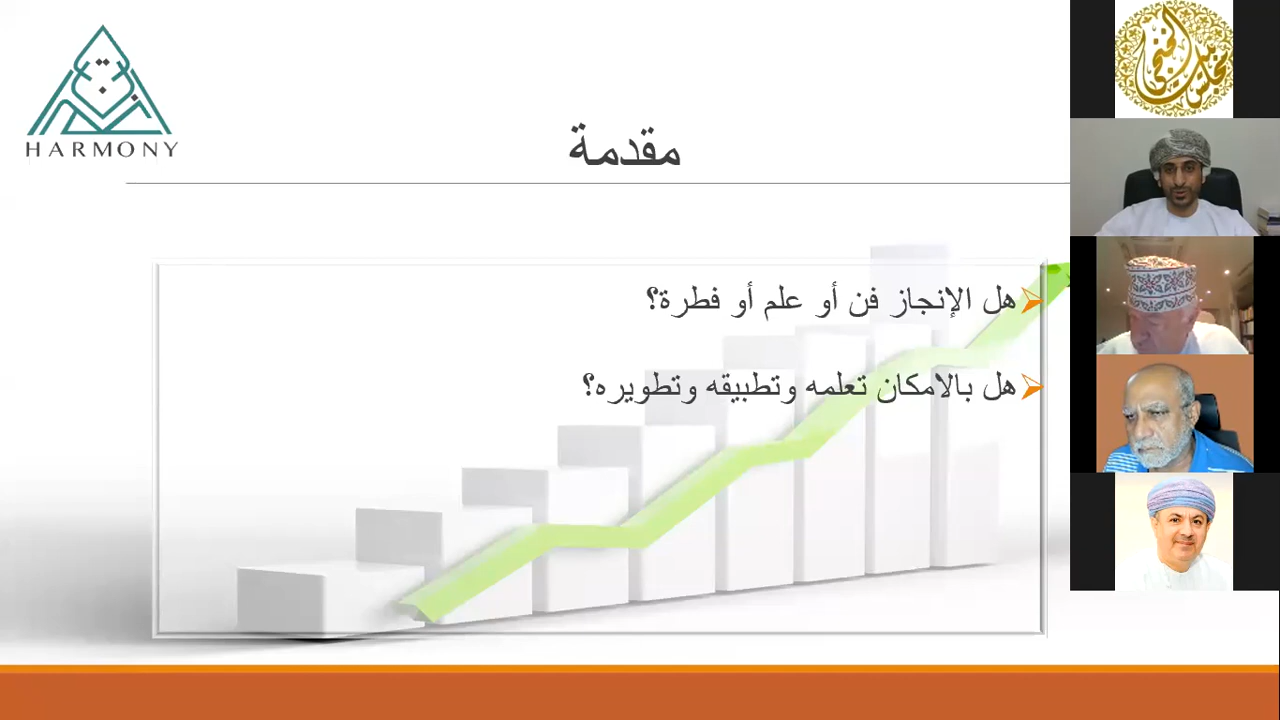 HARMONY
مقدمة
هل الإنجاز فن أو علم أو فطرة؟
هل بالامكان تعلمه وتطبيقه وتطويره؟